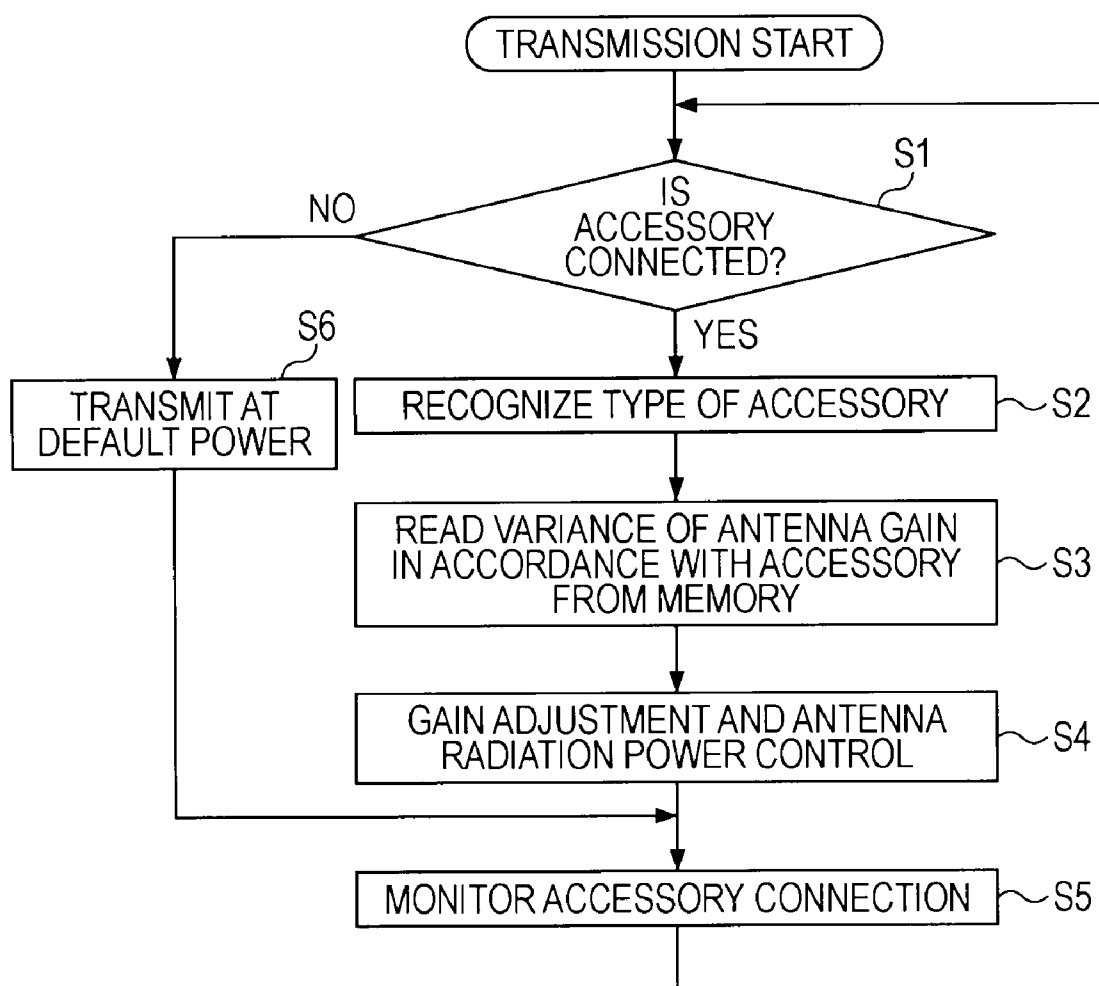 TRANSMISSION START
S1
IS
ACCESSORY
CONNECTED?
NO
YES
S6
TRANSMIT AT
DEFAULT POWER
RECOGNIZE TYPE OF ACCESSORY
S2
READ VARIANCE OF ANTENNA GAIN
IN ACCORDANCE WITH ACCESSORY
FROM MEMORY
S3
GAIN ADJUSTMENT AND ANTENNA
RADIATION POWER CONTROL
S4
MONITOR ACCESSORY CONNECTION
S5